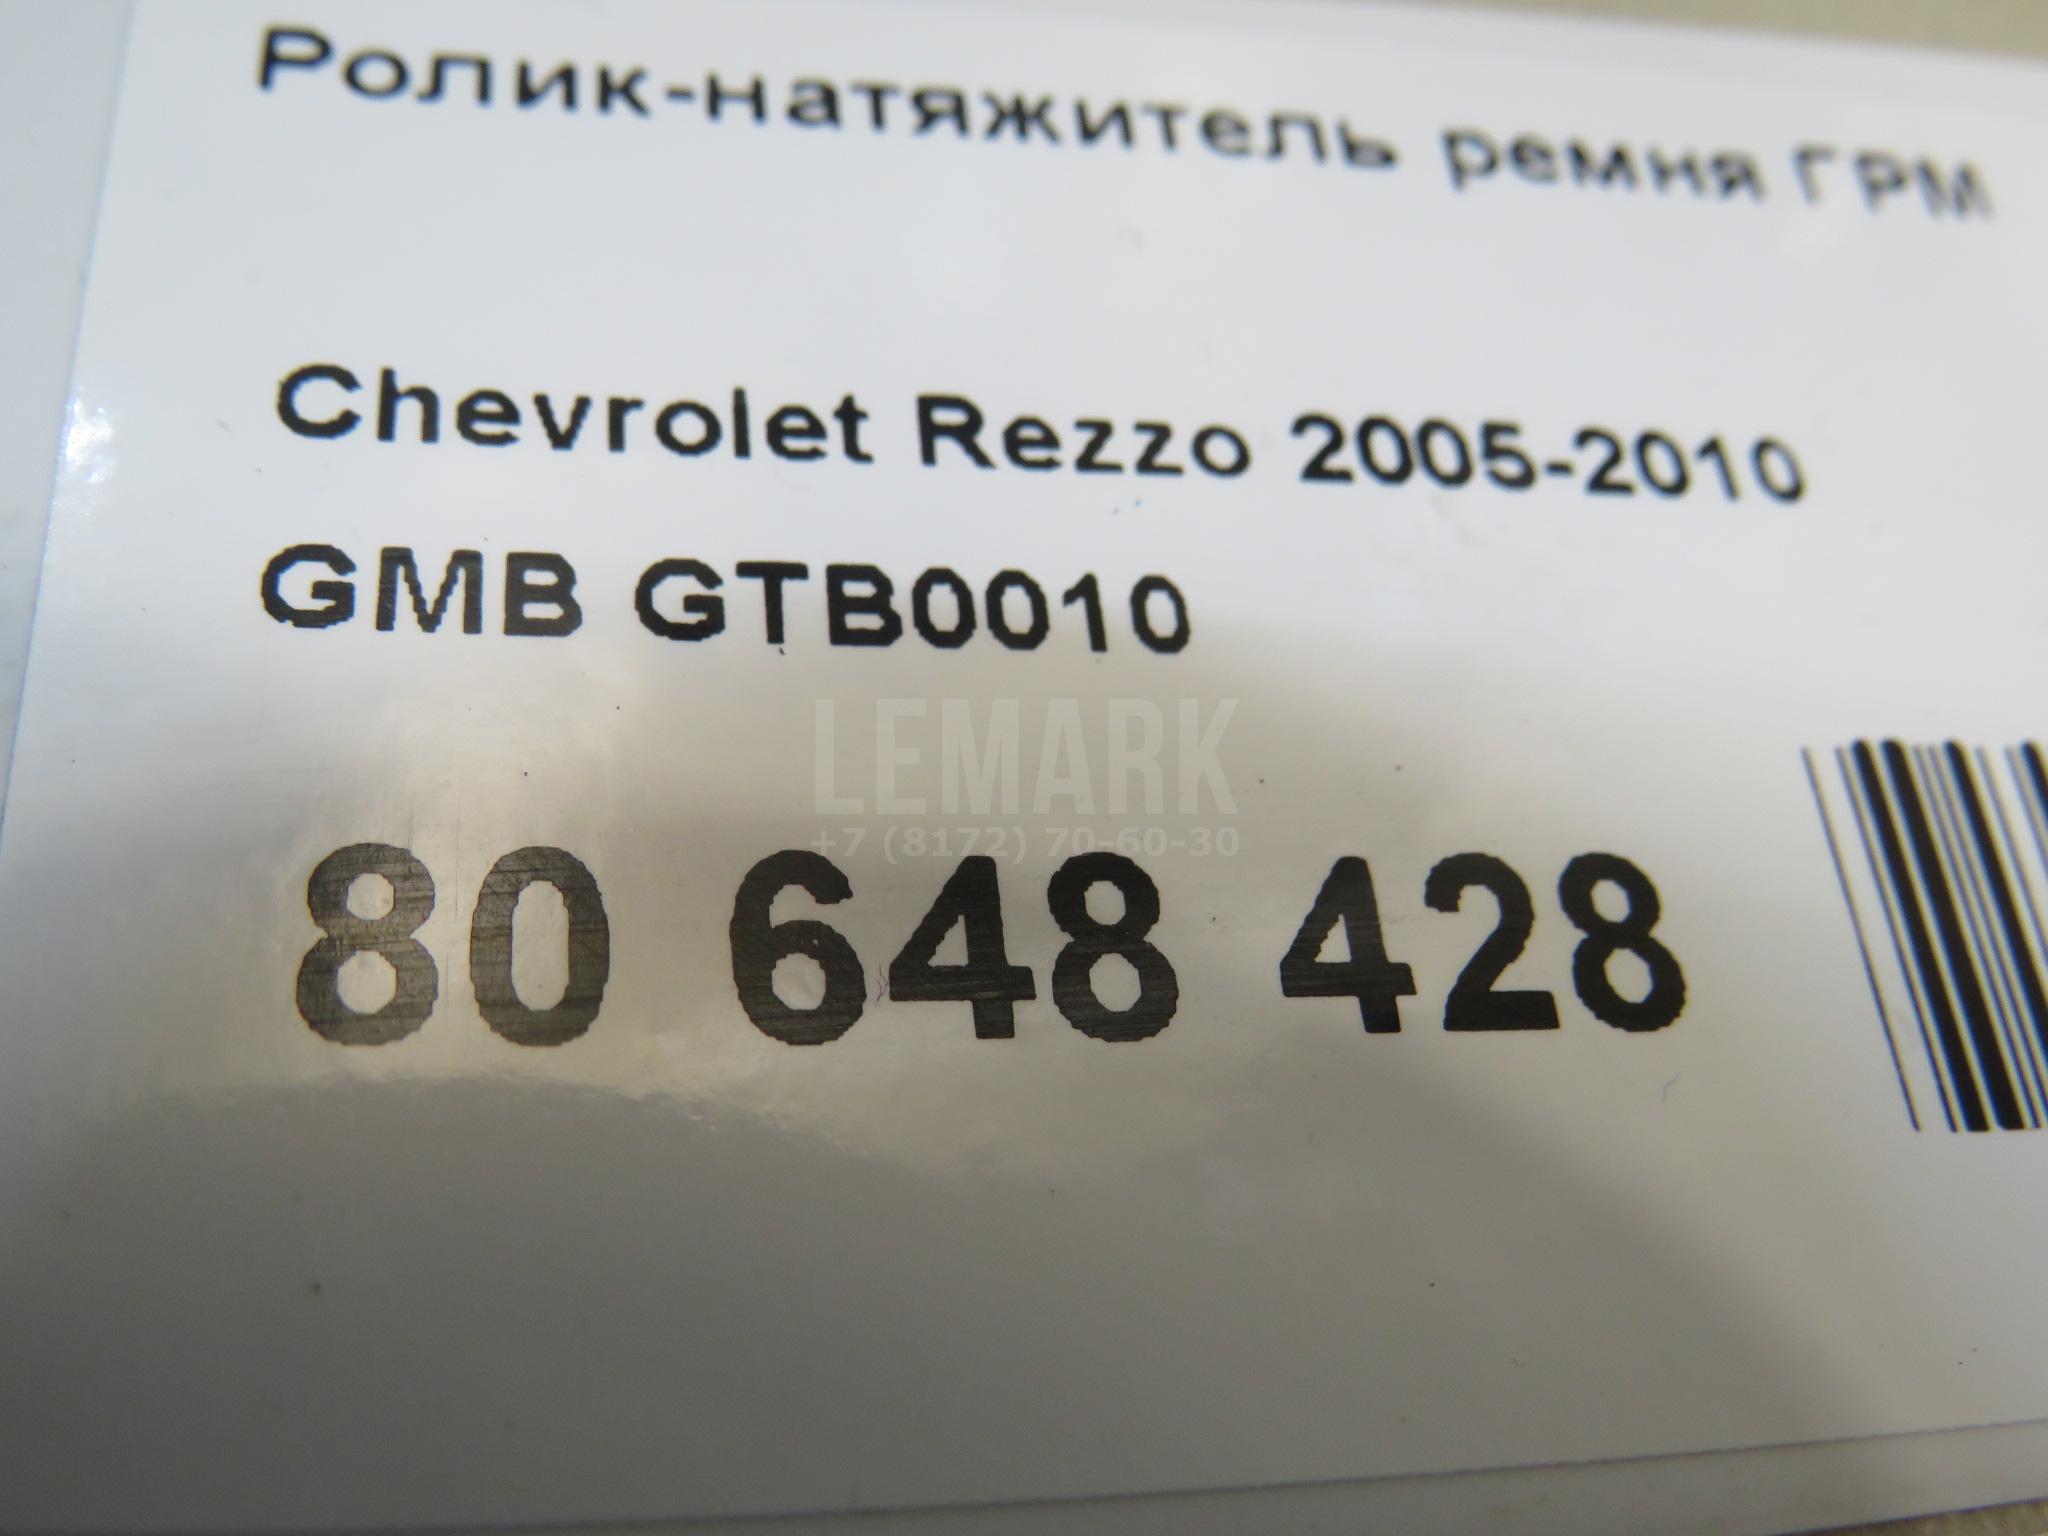 Ролик-натяжитель ремня ГРМ
Chevrolet Rezzo 2005-2010
GMB GTB0010
LEMARK
+7 (8172) 70-60-30
80 648 428